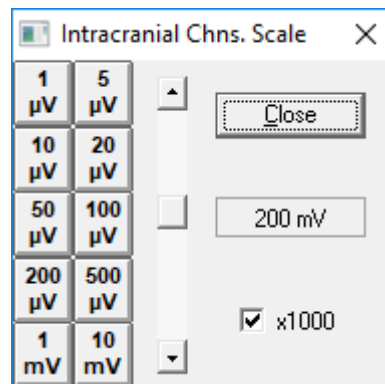 Intracranial Chns. Scale
1 µV
5 µV
10 µV
20 µV
50 µV
100 µV
200 µV
500 µV
1 mV
10 mV
Close
200 mV
x1000